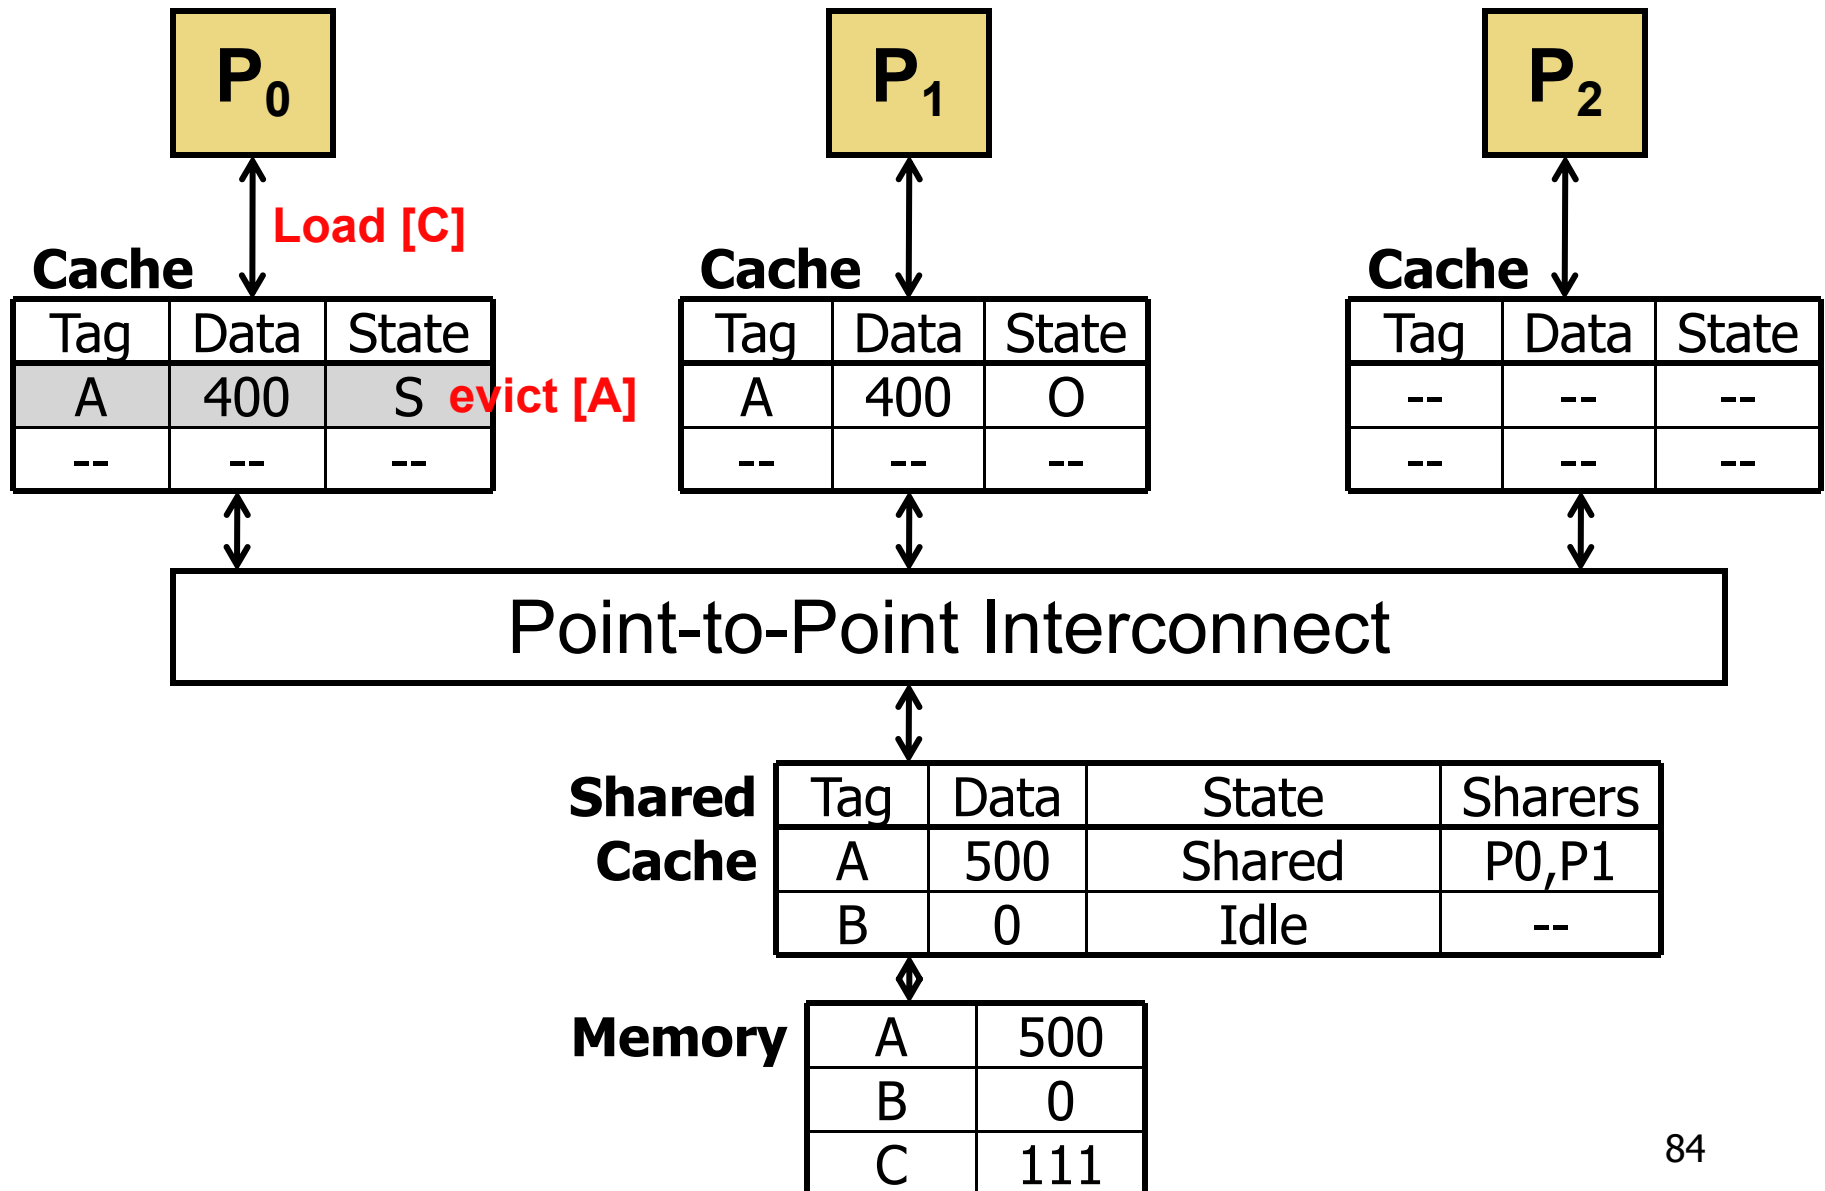 P0 P1 P2
Load [C]
Cache Cache Cache
Tag Data State Tag Data State Tag Data State
A 400 S evict [A] A 400 O -- -- --
-- -- -- -- -- -- -- -- --
Point-to-Point Interconnect
Shared Tag Data State Sharers
Cache A 500 Shared P0,P1
B 0 Idle --
Memory A 500
B 0
C 111
84